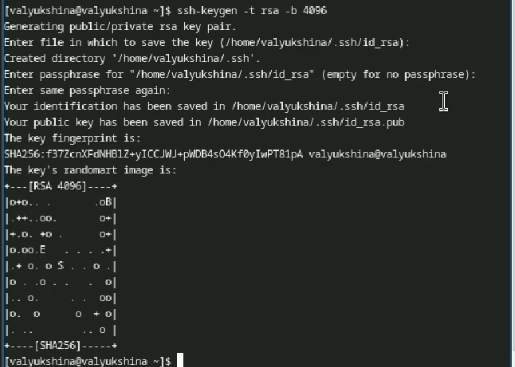 [valyukshina@valyukshina ~]$ ssh-keygen -t rsa -b 4096
Generating public/private rsa key pair.
Enter file in which to save the key (/home/valyukshina/.ssh/id_rsa):
Created directory '/home/valyukshina/.ssh'.
Enter passphrase for "/home/valyukshina/.ssh/id_rsa" (empty for no passphrase):
Enter same passphrase again:
Your identification has been saved in /home/valyukshina/.ssh/id_rsa
Your public key has been saved in /home/valyukshina/.ssh/id_rsa.pub
The key fingerprint is:
SHA256:f37ZcnXFdNHBlZ+yICCJWJ+pWDB4sO4Kf0yIwPT81pA valyukshina@valyukshina
The key's randomart image is:
+---[RSA 4096]----+
|o+o.. .       .oB|
|.++..oo.      o+|
|+.o. +o .     o+|
|o.oo.E   . . . .+|
|.+ o. o S . . o .|
|o . .o . .  .  o|
|.. o.     . .  oo|
|o.  o      o  + o|
|. ..        .. o |
+----[SHA256]-----+
[valyukshina@valyukshina ~]$